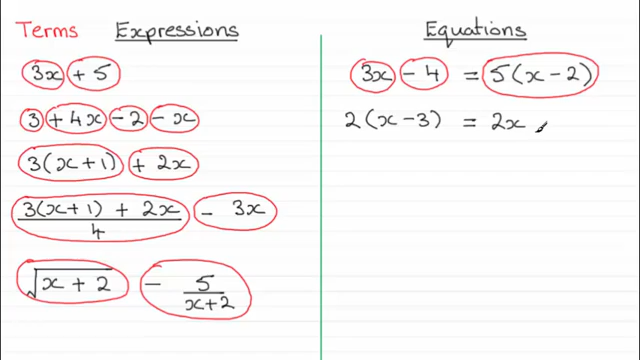 Terms Expressions
3x + 5
3 + 4x - 2 - x
3(x + 1) + 2x
3(x+1) + 2x / 4 - 3x
√x + 2 - 5 / x+2
Equations
3x - 4 = 5(x - 2)
2(x - 3) = 2x